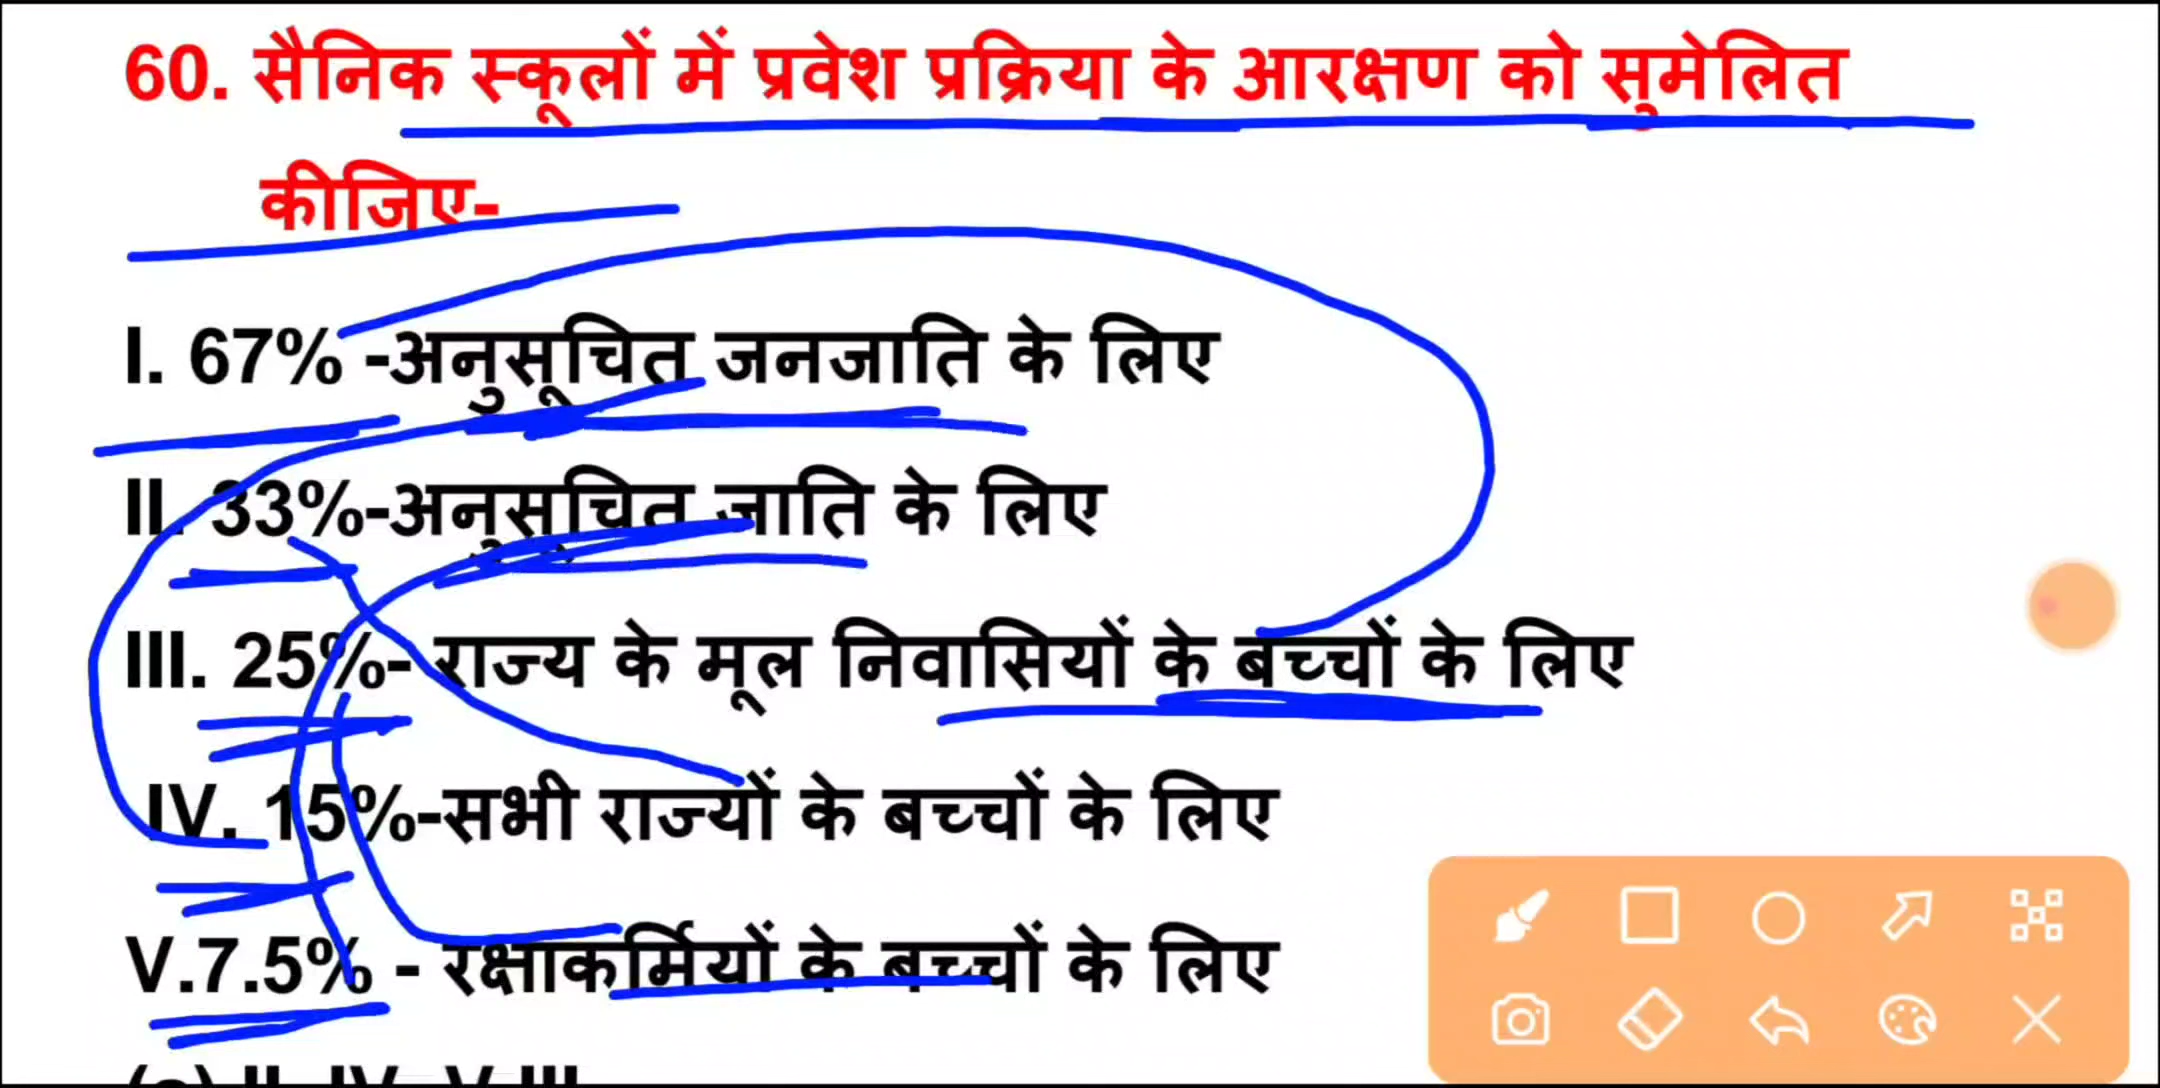 60. सैनिक स्कूलों में प्रवेश प्रक्रिया के आरक्षण को सुमेलित
कीजिए-
I. 67% -अनुसूचित जनजाति के लिए
II. 33%-अनुसूचित जाति के लिए
III. 25%- राज्य के मूल निवासियों के बच्चों के लिए
IV. 15%-सभी राज्यों के बच्चों के लिए
V.7.5% - रक्षाकर्मियों के बच्चों के लिए